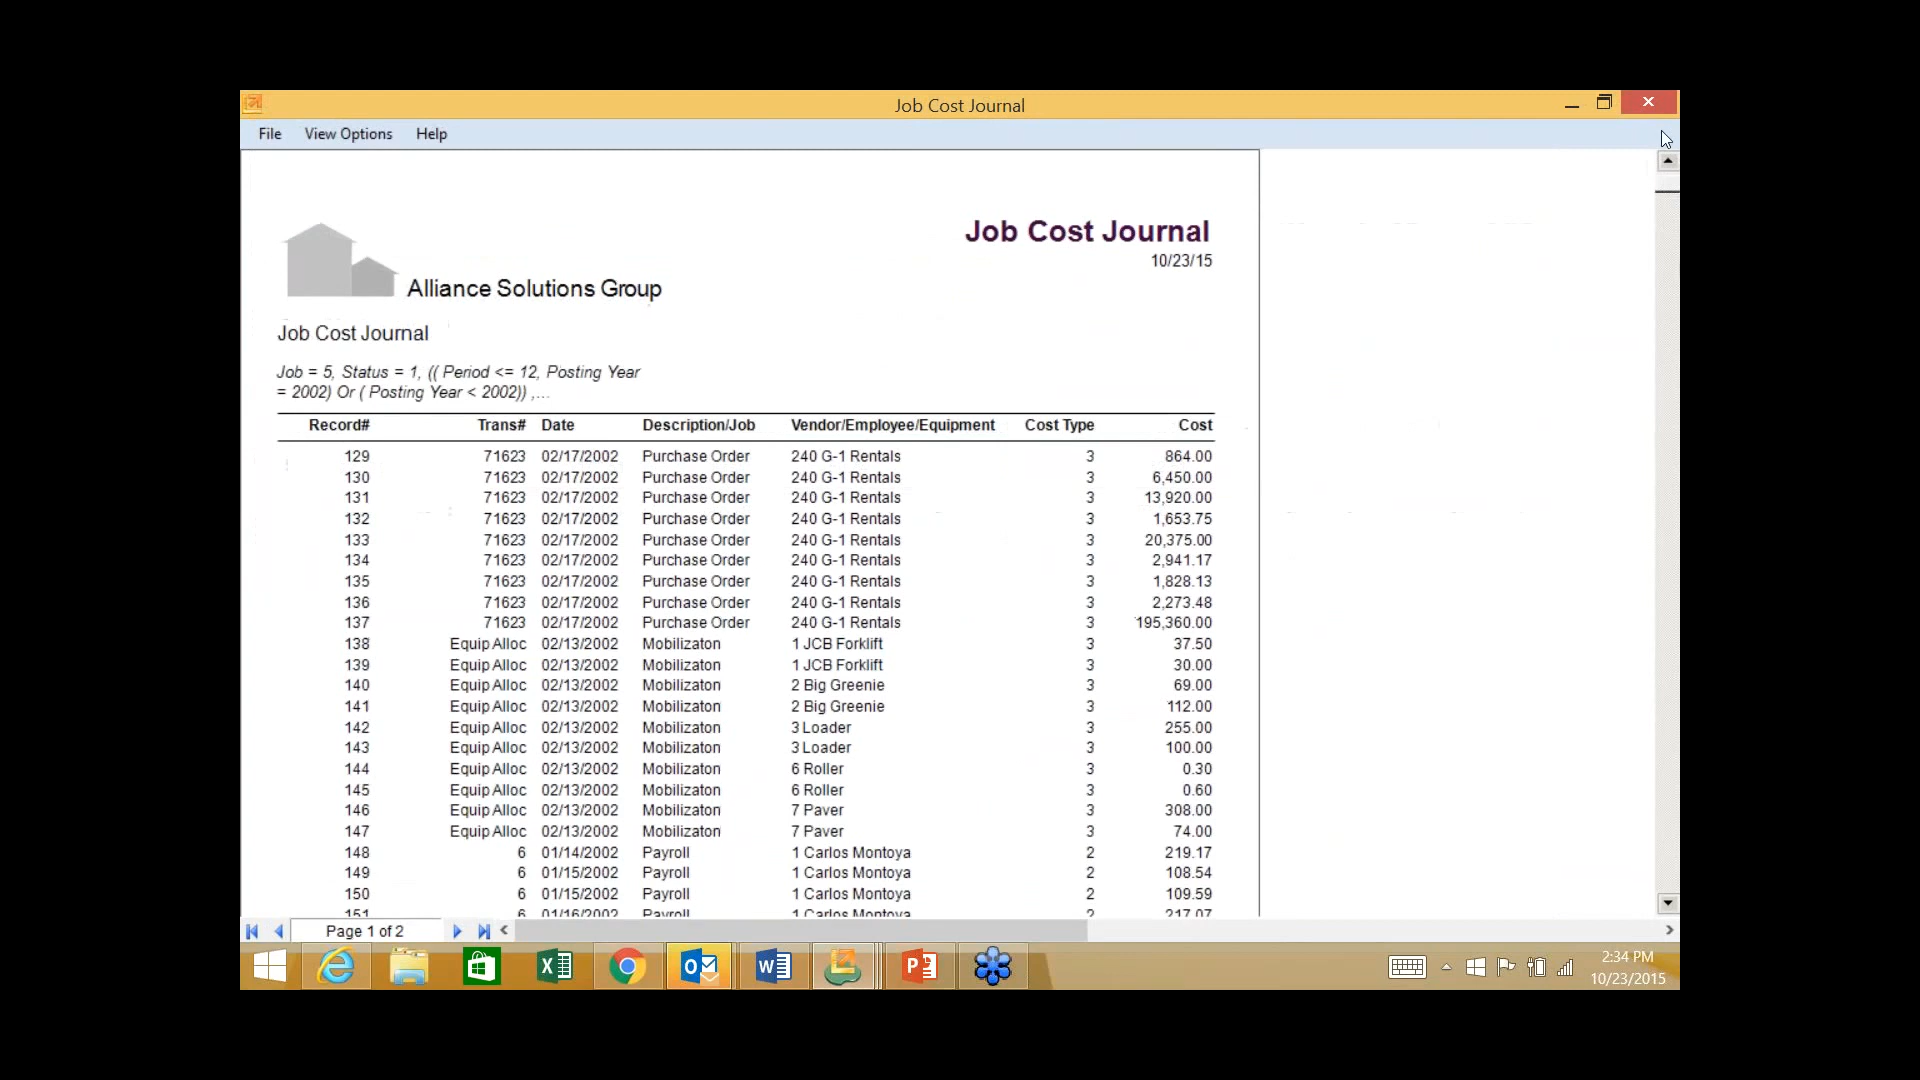 Job Cost Journal
File View Options Help
Job Cost Journal
10/23/15
Alliance Solutions Group
Job Cost Journal
Job = 5, Status = 1, (( Period <= 12, Posting Year
= 2002) Or ( Posting Year < 2002)) ,...
Record# Trans# Date Description/Job Vendor/Employee/Equipment Cost Type Cost
129 71623 02/17/2002 Purchase Order 240 G-1 Rentals 3 864.00
130 71623 02/17/2002 Purchase Order 240 G-1 Rentals 3 6,450.00
131 71623 02/17/2002 Purchase Order 240 G-1 Rentals 3 13,920.00
132 71623 02/17/2002 Purchase Order 240 G-1 Rentals 3 1,653.75
133 71623 02/17/2002 Purchase Order 240 G-1 Rentals 3 20,375.00
134 71623 02/17/2002 Purchase Order 240 G-1 Rentals 3 2,941.17
135 71623 02/17/2002 Purchase Order 240 G-1 Rentals 3 1,828.13
136 71623 02/17/2002 Purchase Order 240 G-1 Rentals 3 2,273.48
137 71623 02/17/2002 Purchase Order 240 G-1 Rentals 3 195,360.00
138 Equip Alloc 02/13/2002 Mobilizaton 1 JCB Forklift 3 37.50
139 Equip Alloc 02/13/2002 Mobilizaton 1 JCB Forklift 3 30.00
140 Equip Alloc 02/13/2002 Mobilizaton 2 Big Greenie 3 69.00
141 Equip Alloc 02/13/2002 Mobilizaton 2 Big Greenie 3 112.00
142 Equip Alloc 02/13/2002 Mobilizaton 3 Loader 3 255.00
143 Equip Alloc 02/13/2002 Mobilizaton 3 Loader 3 100.00
144 Equip Alloc 02/13/2002 Mobilizaton 6 Roller 3 0.30
145 Equip Alloc 02/13/2002 Mobilizaton 6 Roller 3 0.60
146 Equip Alloc 02/13/2002 Mobilizaton 7 Paver 3 308.00
147 Equip Alloc 02/13/2002 Mobilizaton 7 Paver 3 74.00
148 6 01/14/2002 Payroll 1 Carlos Montoya 2 219.17
149 6 01/15/2002 Payroll 1 Carlos Montoya 2 108.54
150 6 01/15/2002 Payroll 1 Carlos Montoya 2 109.59
151 6 01/16/2002 Payroll 1 Carlos Montoya 2 217.07
Page 1 of 2
2:34 PM
10/23/2015